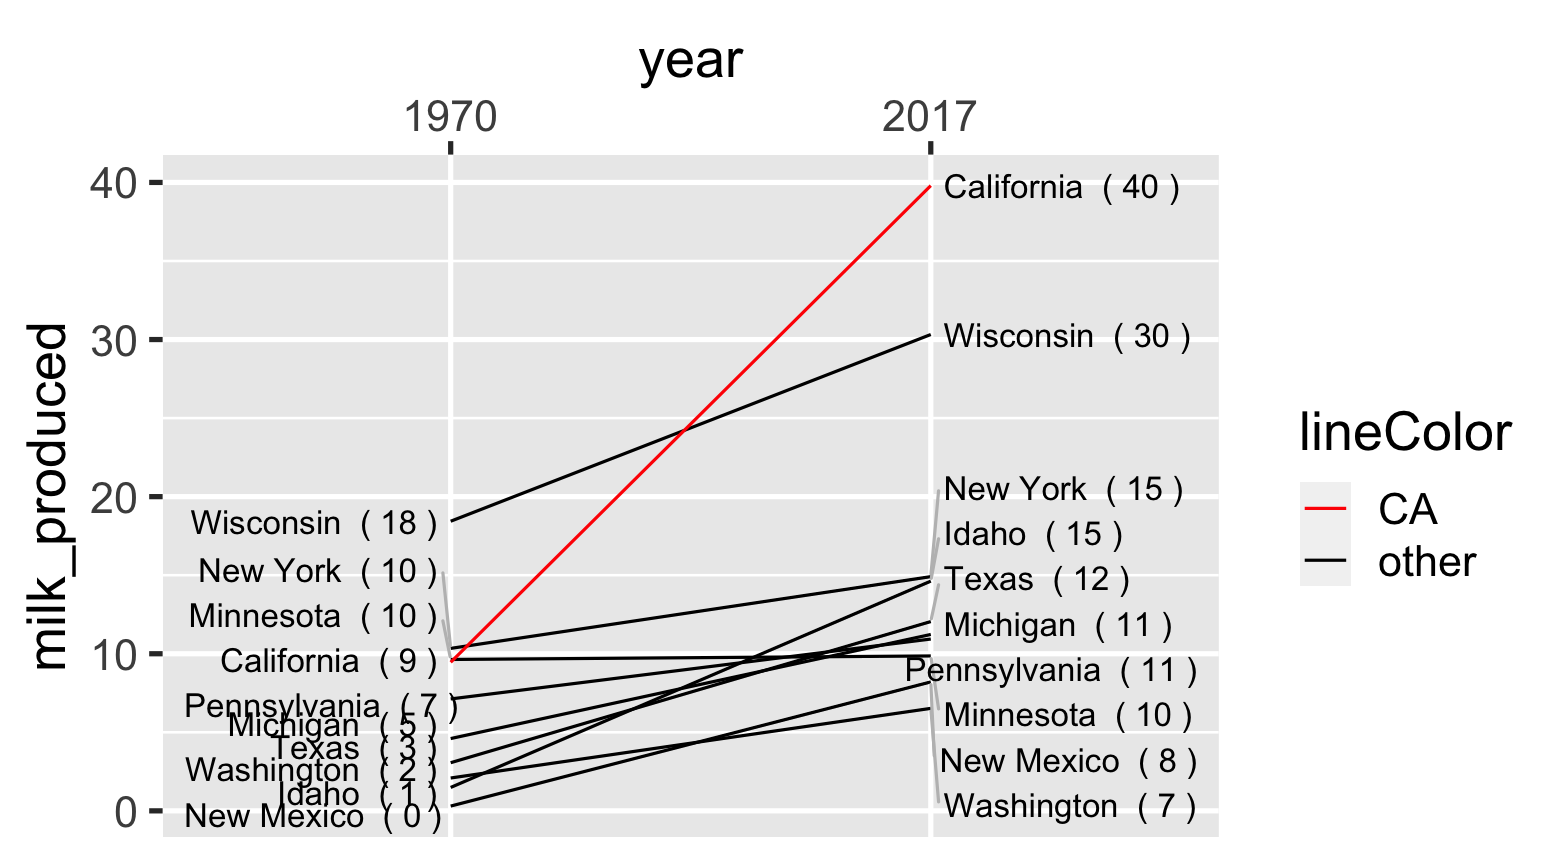 year
1970 2017
milk_produced
40
30
20
10
0
California ( 40 )
Wisconsin ( 30 )
New York ( 15 )
Idaho ( 15 )
Texas ( 12 )
Michigan ( 11 )
Pennsylvania ( 11 )
Minnesota ( 10 )
New Mexico ( 8 )
Washington ( 7 )
Wisconsin ( 18 )
New York ( 10 )
Minnesota ( 10 )
California ( 9 )
Pennsylvania ( 7 )
Michigan ( 5 )
Texas ( 3 )
Washington ( 2 )
Idaho ( 1 )
New Mexico ( 0 )
lineColor
CA
other